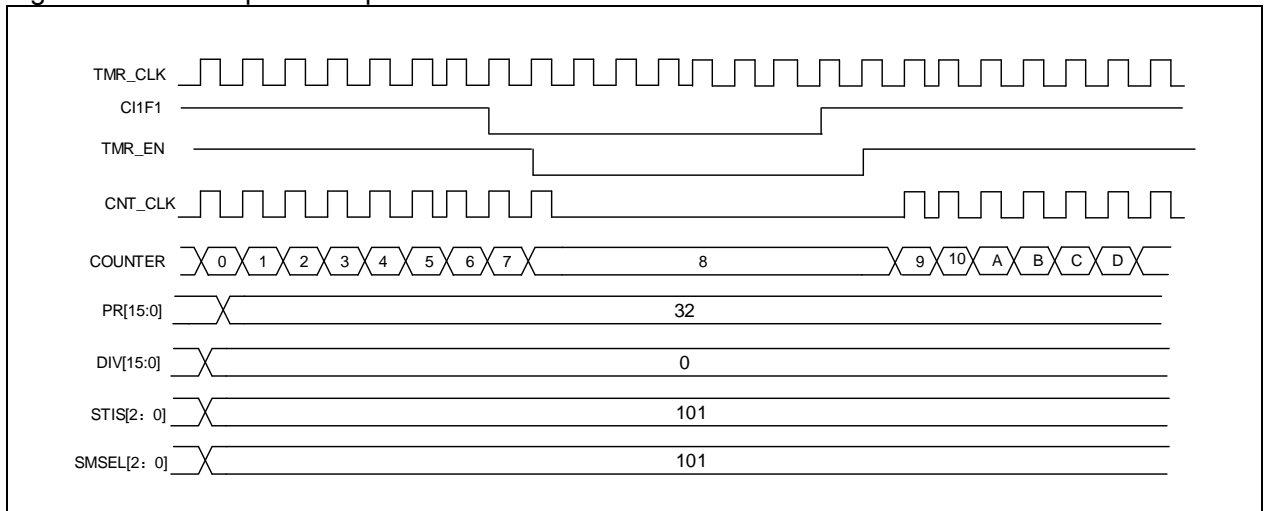 TMR_CLK
CI1F1
TMR_EN
CNT_CLK
COUNTER 0 1 2 3 4 5 6 7 8 9 10 A B C D
PR[15:0] 32
DIV[15:0] 0
STIS[2：0] 101
SMSEL[2：0] 101